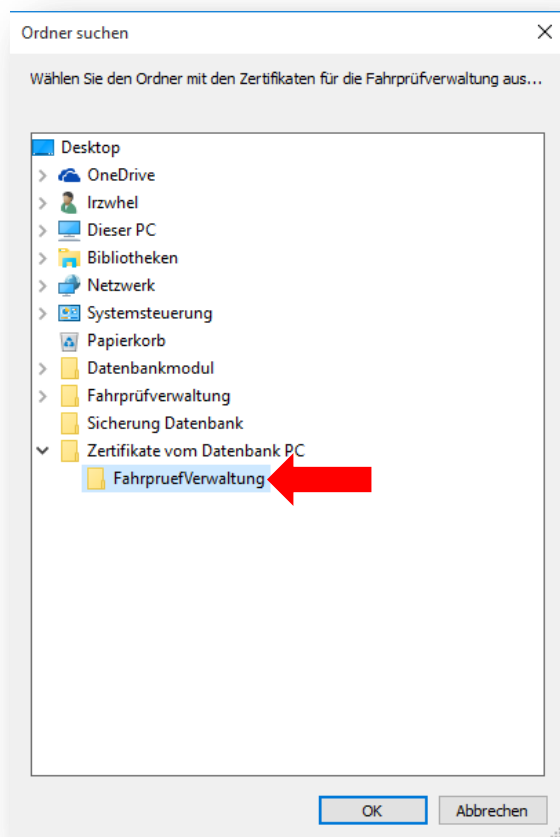 Ordner suchen
Wählen Sie den Ordner mit den Zertifikaten für die Fahrprüfverwaltung aus...
Desktop
OneDrive
Irzwhel
Dieser PC
Bibliotheken
Netzwerk
Systemsteuerung
Papierkorb
Datenbankmodul
Fahrprüfverwaltung
Sicherung Datenbank
Zertifikate vom Datenbank PC
FahrpruefVerwaltung
OK
Abbrechen